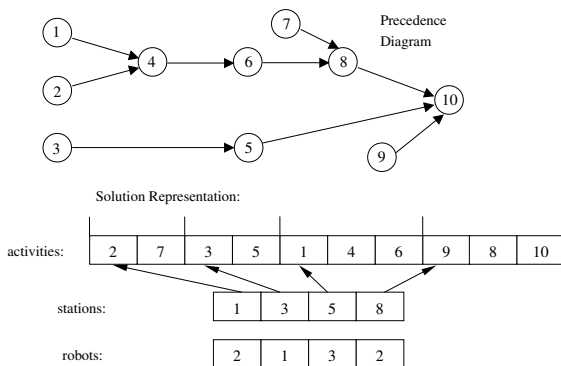 Precedence
Diagram
1
7
4
6
8
2
10
3
5
9
Solution Representation:
activities: 2 7 3 5 1 4 6 9 8 10
stations: 1 3 5 8
robots: 2 1 3 2